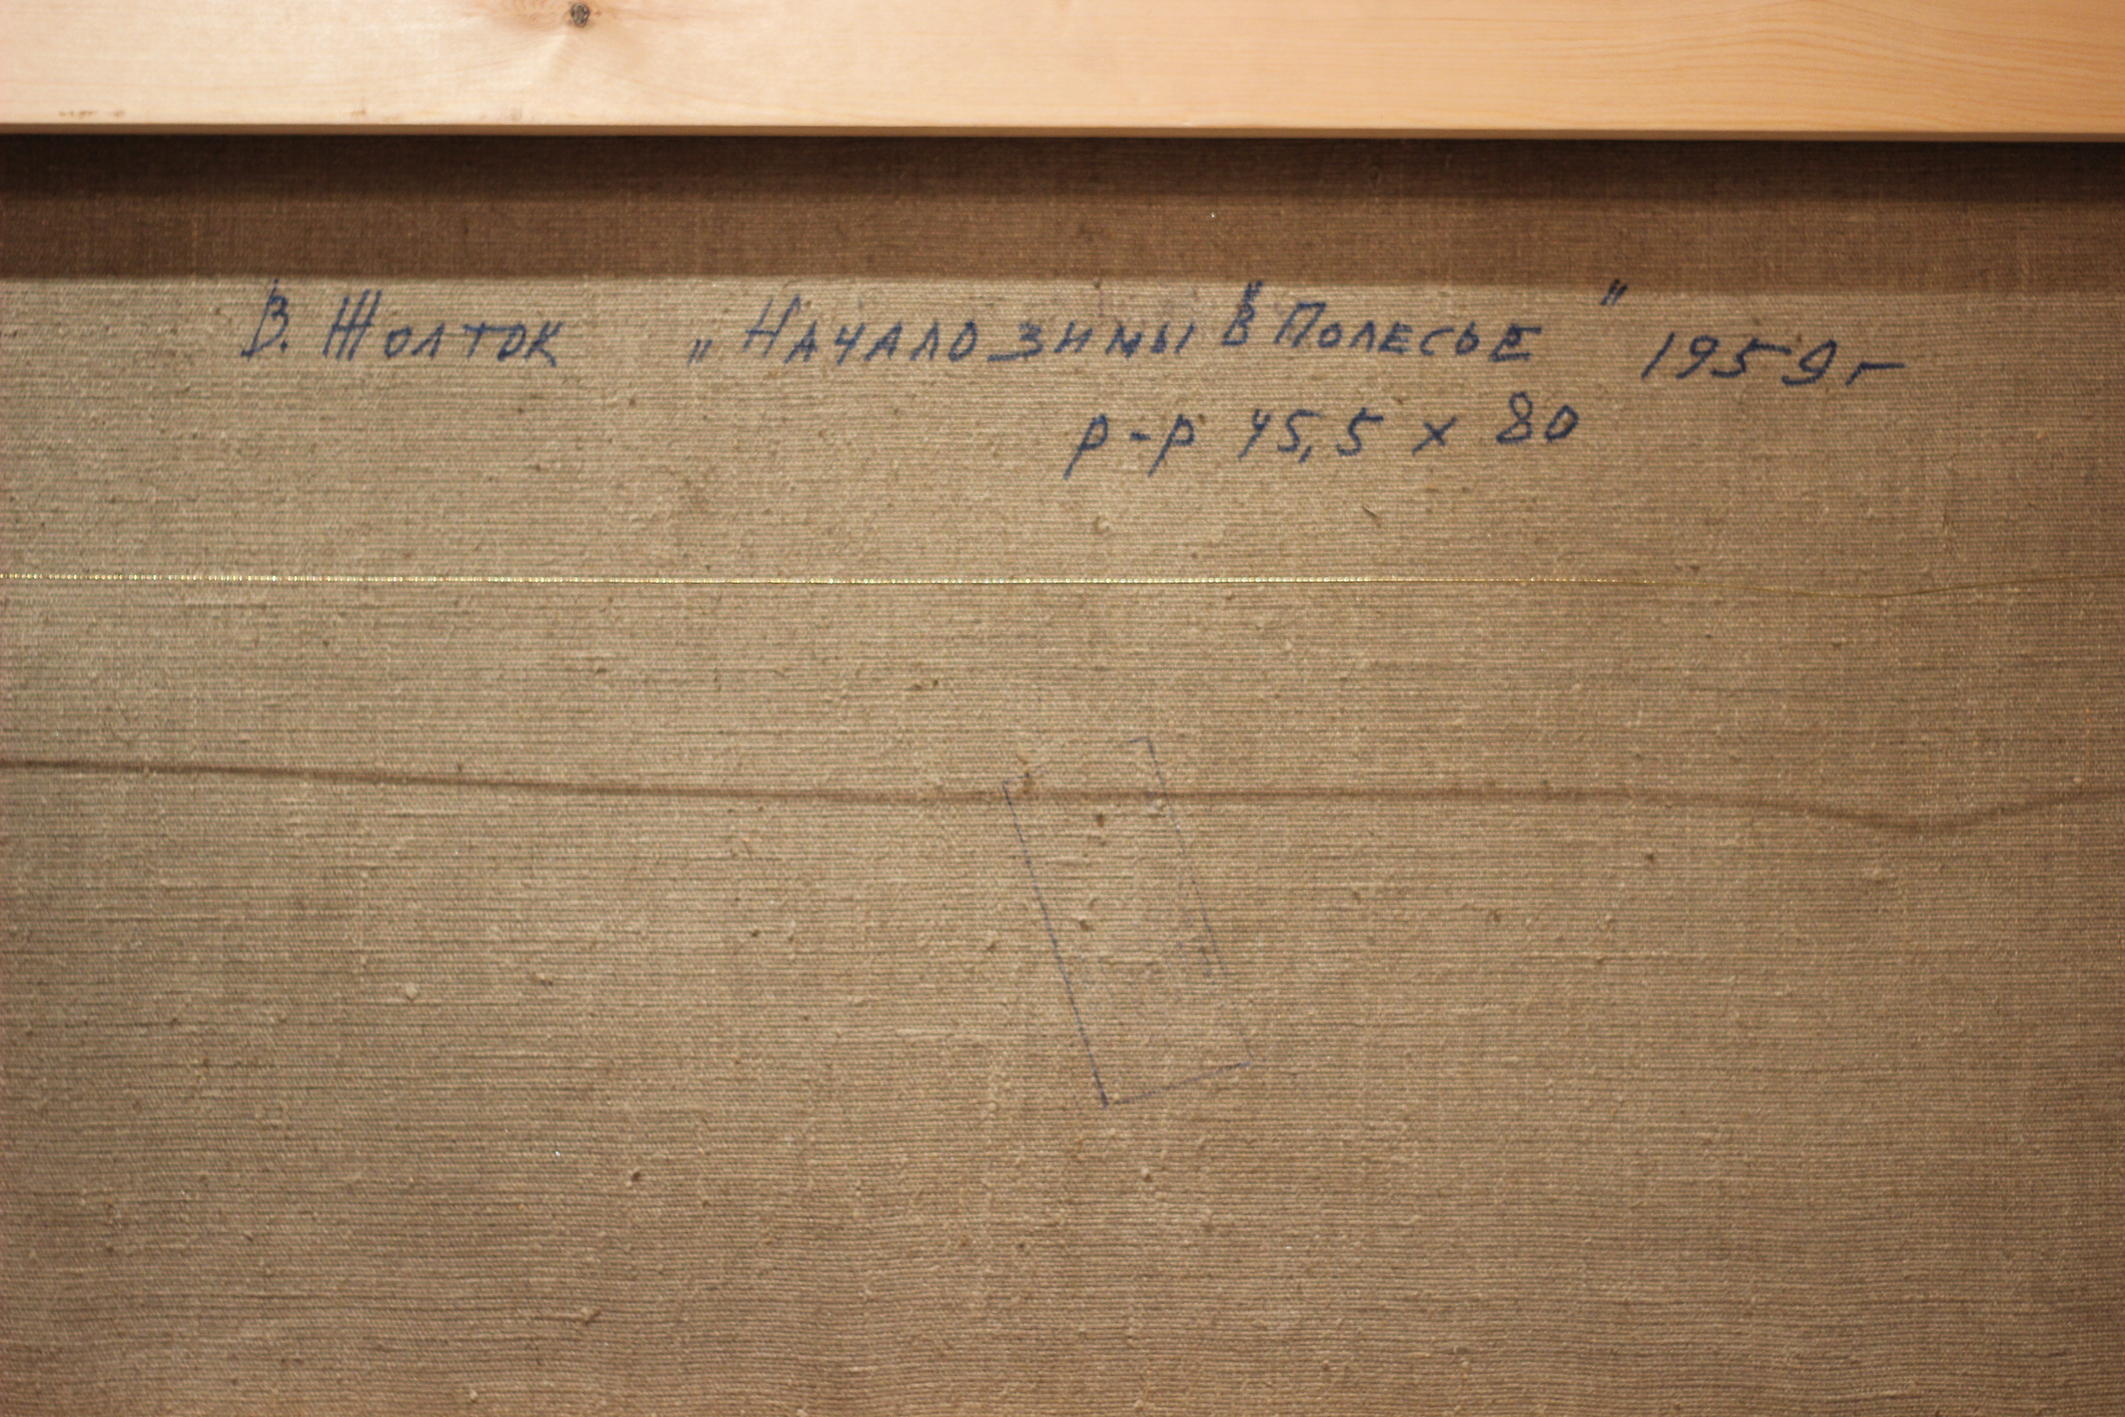 В. Жолток „Начало зимы в Полесье" 1959 г
р-р 45,5 x 80